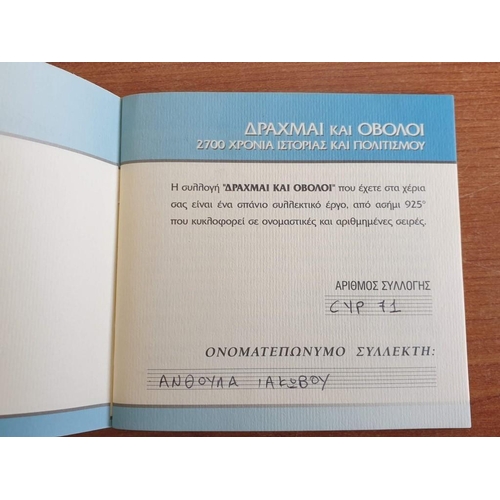 ΔΡΑΧΜΑΙ ΚΑΙ ΟΒΟΛΟΙ
2700 ΧΡΟΝΙΑ ΙΣΤΟΡΙΑΣ ΚΑΙ ΠΟΛΙΤΙΣΜΟΥ
Η συλλογή "ΔΡΑΧΜΑΙ ΚΑΙ ΟΒΟΛΟΙ" που έχετε στα χέρια
σας είναι ένα σπάνιο συλλεκτικό έργο, από ασήμι 925°
που κυκλοφορεί σε ονομαστικές και αριθμημένες σειρές.
ΑΡΙΘΜΟΣ ΣΥΛΛΟΓΗΣ
CYP 71
ΟΝΟΜΑΤΕΠΩΝΥΜΟ ΣΥΛΛΕΚΤΗ:
ΑΝΘΟΥΛΑ ΙΑΚΩΒΟΥ